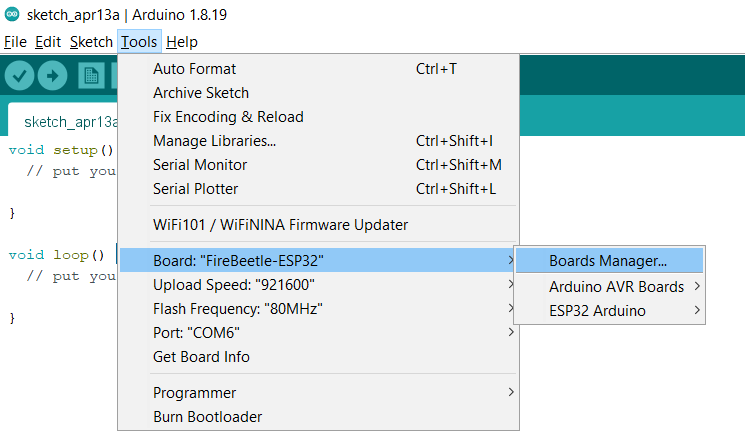 sketch_apr13a | Arduino 1.8.19
File Edit Sketch Tools Help
Auto Format Ctrl+T
Archive Sketch
sketch_apr13a Fix Encoding & Reload
Manage Libraries... Ctrl+Shift+I
void setup()
Serial Monitor Ctrl+Shift+M
// put you
Serial Plotter Ctrl+Shift+L
}
WiFi101 / WiFiNINA Firmware Updater
void loop() Board: "FireBeetle-ESP32" Boards Manager...
// put you
Upload Speed: "921600" Arduino AVR Boards
Flash Frequency: "80MHz" ESP32 Arduino
}
Port: "COM6"
Get Board Info
Programmer
Burn Bootloader